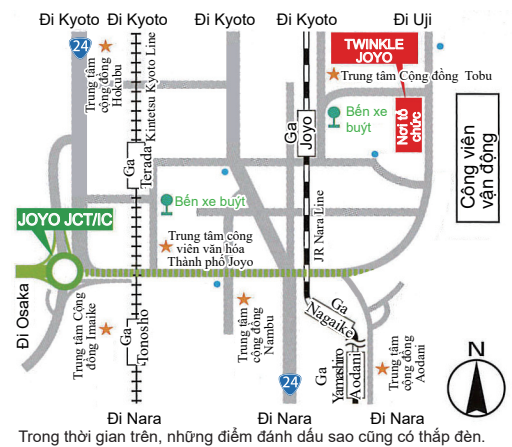 Đi Kyoto
Đi Kyoto
Đi Kyoto
Đi Kyoto
Đi Uji
24
Trung tâm
cộng đồng
Hokubu
Kintetsu Kyoto Line
TWINKLE
JOYO
Trung tâm Cộng đồng Tobu
Nơi tổ
chức
Bến xe
buýt
Ga
Joyo
Công viên
vận động
Ga
Terada
Bến xe buýt
JOYO JCT/IC
Trung tâm công
viên văn hóa
Thành phố Joyo
JR Nara Line
Đi Osaka
Trung tâm Cộng
đồng Imaike
Ga
Tonosho
Trung tâm
cộng đồng
Nambu
Ga
Nagaike
24
Ga
Yamashiro
Aodani
Trung tâm
cộng đồng
Aodani
N
Đi Nara
Đi Nara
Đi Nara
Trong thời gian trên, những điểm đánh dấu sao cũng có thắp đèn.